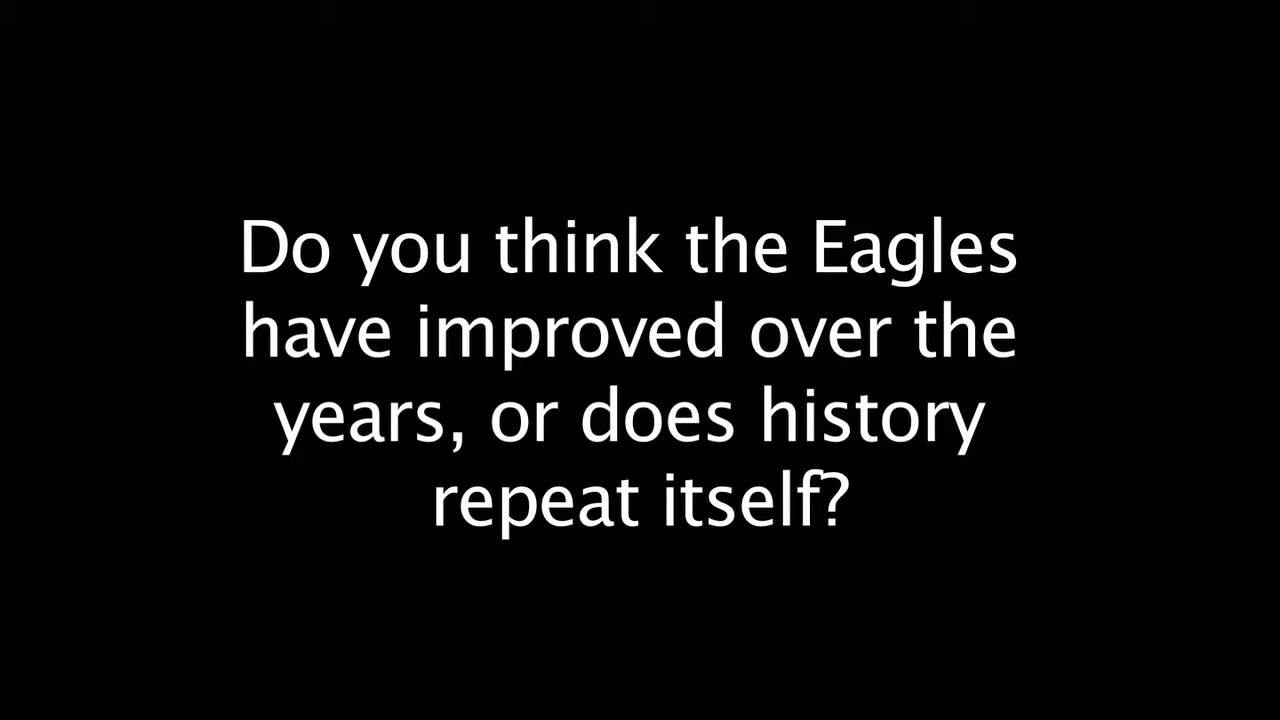 Do you think the Eagles
have improved over the
years, or does history
repeat itself?